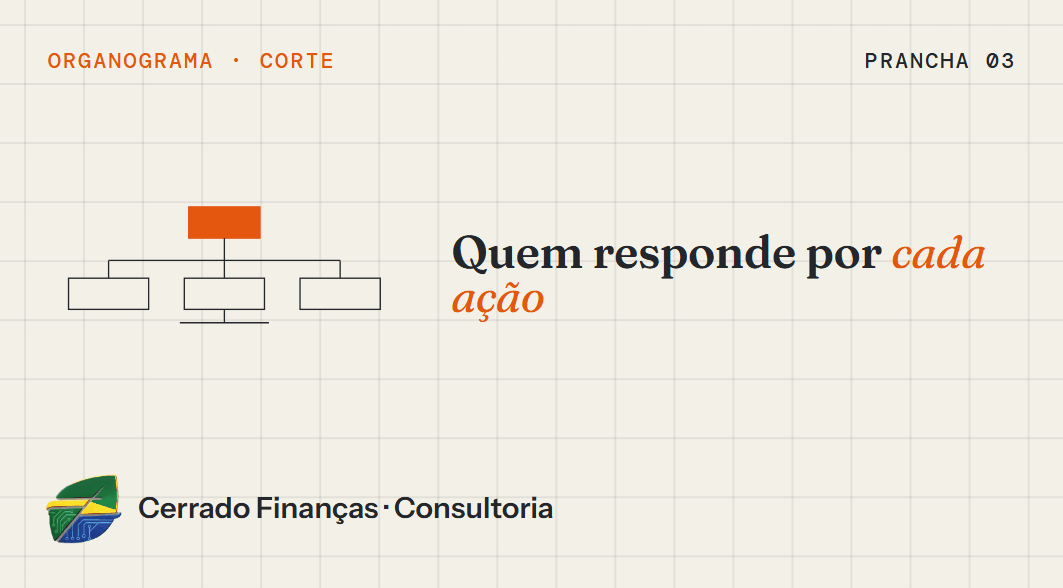 ORGANOGRAMA · CORTE
PRANCHA 03
Quem responde por cada
ação
Cerrado Finanças · Consultoria